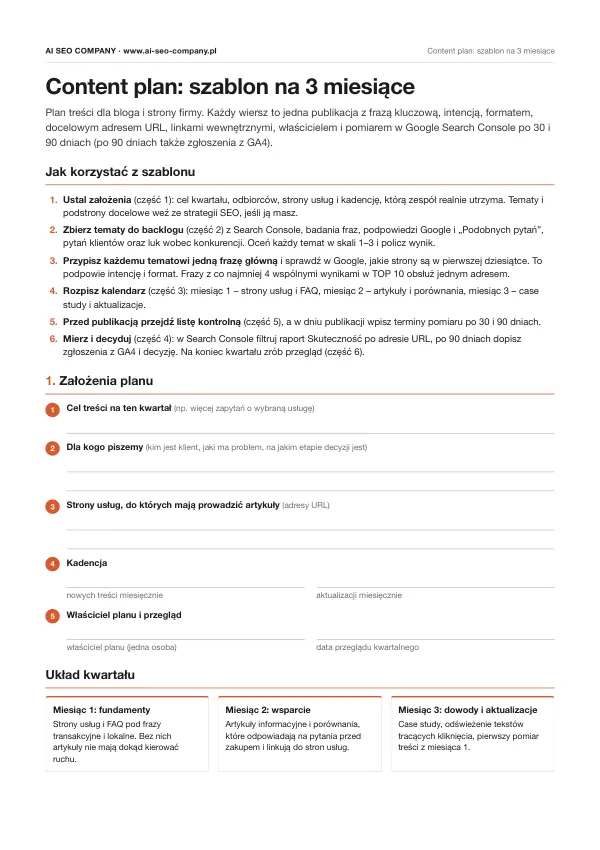 AI SEO COMPANY · www.ai-seo-company.pl
Content plan: szablon na 3 miesiące
Content plan: szablon na 3 miesiące
Plan treści dla bloga i strony firmy. Każdy wiersz to jedna publikacja z frazą kluczową, intencją, formatem,
docelowym adresem URL, linkami wewnętrznymi, właścicielem i pomiarem w Google Search Console po 30 i
90 dniach (po 90 dniach także zgłoszenia z GA4).
Jak korzystać z szablonu
1. Ustal założenia (część 1): cel kwartału, odbiorców, strony usług i kadencję, którą zespół realnie utrzyma. Tematy i
podstrony docelowe weź ze strategii SEO, jeśli ją masz.
2. Zbierz tematy do backlogu (część 2) z Search Console, badania fraz, podpowiedzi Google i „Podobnych pytań”,
pytań klientów oraz luk wobec konkurencji. Oceń każdy temat w skali 1–3 i policz wynik.
3. Przypisz każdemu tematowi jedną frazę główną i sprawdź w Google, jakie strony są w pierwszej dziesiątce. To
podpowie intencję i format. Frazy z co najmniej 4 wspólnymi wynikami w TOP 10 obsłuż jednym adresem.
4. Rozpisz kalendarz (część 3): miesiąc 1 – strony usług i FAQ, miesiąc 2 – artykuły i porównania, miesiąc 3 – case
study i aktualizacje.
5. Przed publikacją przejdź listę kontrolną (część 5), a w dniu publikacji wpisz terminy pomiaru po 30 i 90 dniach.
6. Mierz i decyduj (część 4): w Search Console filtruj raport Skuteczność po adresie URL, po 90 dniach dopisz
zgłoszenia z GA4 i decyzję. Na koniec kwartału zrób przegląd (część 6).
1. Założenia planu
1 Cel treści na ten kwartał (np. więcej zapytań o wybraną usługę)
2 Dla kogo piszemy (kim jest klient, jaki ma problem, na jakim etapie decyzji jest)
3 Strony usług, do których mają prowadzić artykuły (adresy URL)
4 Kadencja
nowych treści miesięcznie
aktualizacji miesięcznie
5 Właściciel planu i przegląd
właściciel planu (jedna osoba)
data przeglądu kwartalnego
Układ kwartału
Miesiąc 1: fundamenty
Strony usług i FAQ pod frazy
transakcyjne i lokalne. Bez nich
artykuły nie mają dokąd kierować
ruchu.
Miesiąc 2: wsparcie
Artykuły informacyjne i porównania,
które odpowiadają na pytania przed
zakupem i linkują do stron usług.
Miesiąc 3: dowody i aktualizacje
Case study, odświeżenie tekstów
tracących kliknięcia, pierwszy pomiar
treści z miesiąca 1.